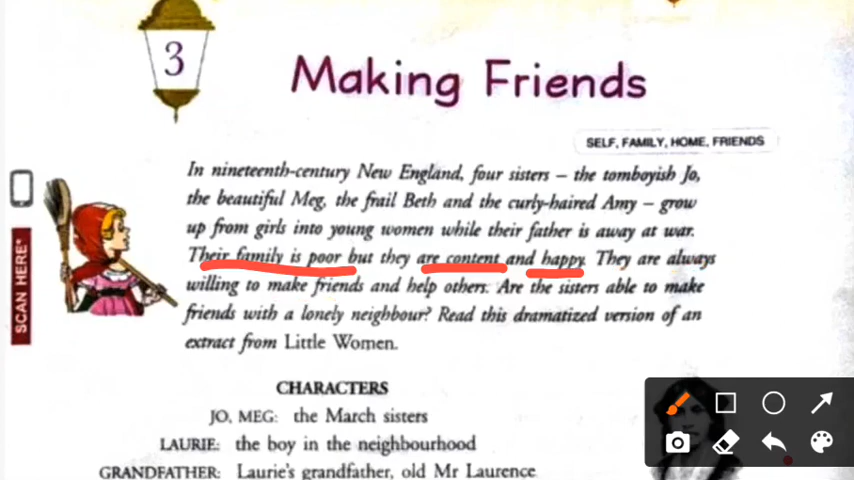 3
Making Friends
SELF, FAMILY, HOME, FRIENDS
In nineteenth-century New England, four sisters – the tomboyish Jo,
the beautiful Meg, the frail Beth and the curly-haired Amy – grow
up from girls into young women while their father is away at war.
Their family is poor but they are content and happy. They are always
willing to make friends and help others. Are the sisters able to make
friends with a lonely neighbour? Read this dramatized version of an
extract from Little Women.
SCAN HERE*
CHARACTERS
JO, MEG: the March sisters
LAURIE: the boy in the neighbourhood
GRANDFATHER: Laurie's grandfather, old Mr Laurence